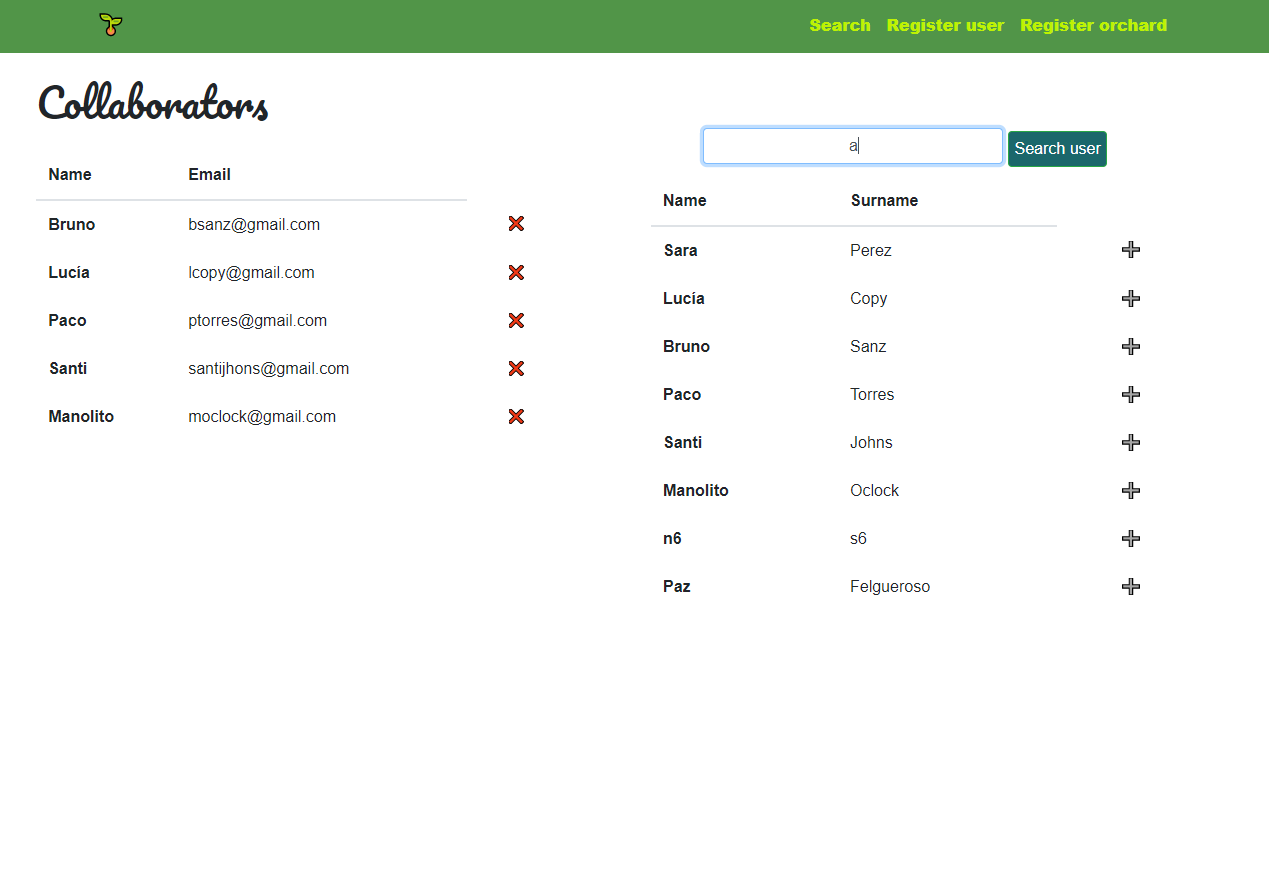 Search Register user Register orchard
Collaborators
Name Email
Bruno bsanz@gmail.com
Lucía lcopy@gmail.com
Paco ptorres@gmail.com
Santi santijhons@gmail.com
Manolito moclock@gmail.com
a
Search user
Name Surname
Sara Perez
Lucía Copy
Bruno Sanz
Paco Torres
Santi Johns
Manolito Oclock
n6 s6
Paz Felgueroso